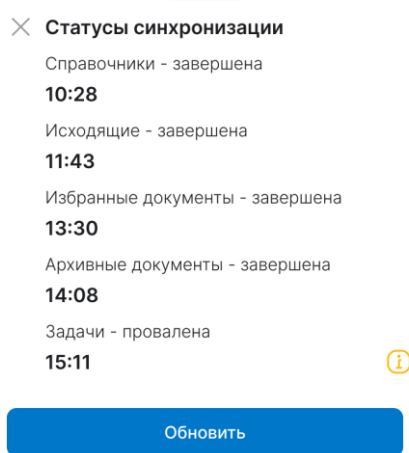 Статусы синхронизации
Справочники - завершена
10:28
Исходящие - завершена
11:43
Избранные документы - завершена
13:30
Архивные документы - завершена
14:08
Задачи - провалена
15:11
Обновить